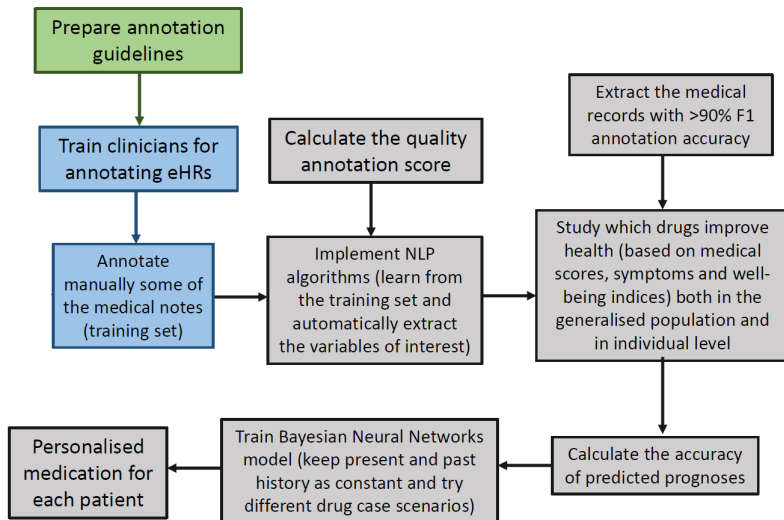 Prepare annotation
guidelines
Train clinicians for
annotating eHRs
Annotate
manually some of
the medical notes
(training set)
Calculate the quality
annotation score
Implement NLP
algorithms (learn from
the training set and
automatically extract
the variables of interest)
Extract the medical
records with >90% F1
annotation accuracy
Study which drugs improve
health (based on medical
scores, symptoms and well-
being indices) both in the
generalised population and
in individual level
Calculate the accuracy
of predicted prognoses
Train Bayesian Neural Networks
model (keep present and past
history as constant and try
different drug case scenarios)
Personalised
medication for
each patient